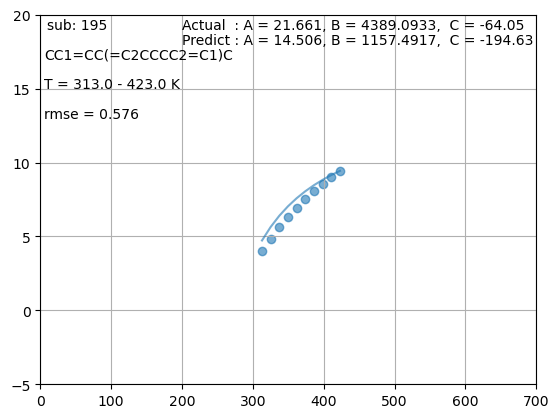 sub: 195
Actual  : A = 21.661, B = 4389.0933,  C = -64.05
Predict : A = 14.506, B = 1157.4917,  C = -194.63
CC1=CC(=C2CCCC2=C1)C
T = 313.0 - 423.0 K
rmse = 0.576
20
15
10
5
0
−5
0 100 200 300 400 500 600 700